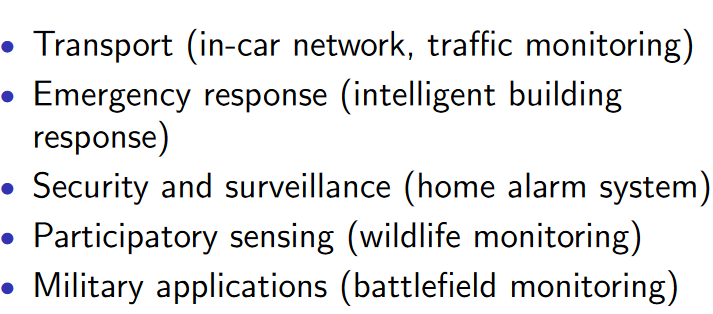 • Transport (in-car network, traffic monitoring)
• Emergency response (intelligent building
response)
• Security and surveillance (home alarm system)
• Participatory sensing (wildlife monitoring)
• Military applications (battlefield monitoring)